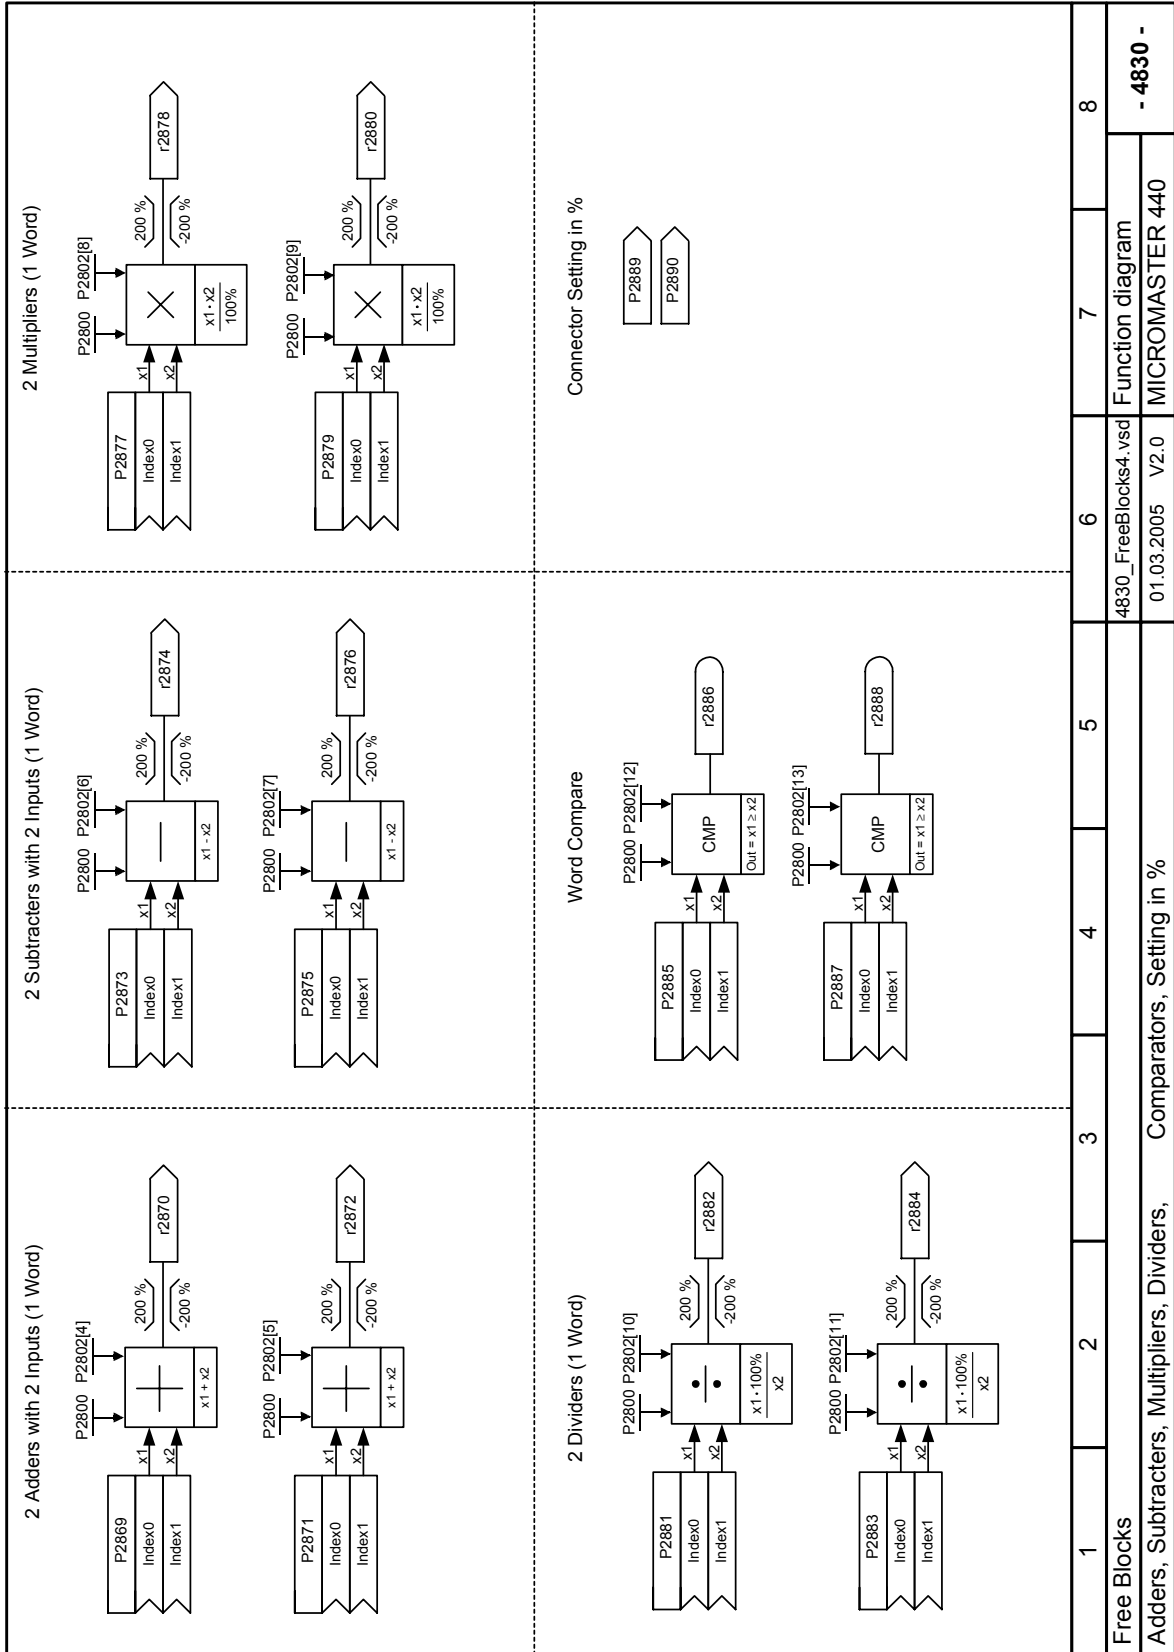 2 Adders with 2 Inputs (1 Word)
P2800 P2802[4]
P2869
Index0
Index1
x1
x2
x1 + x2
200 %
-200 %
r2870
P2800 P2802[5]
P2871
Index0
Index1
x1
x2
x1 + x2
200 %
-200 %
r2872
2 Subtracters with 2 Inputs (1 Word)
P2800 P2802[6]
P2873
Index0
Index1
x1
x2
x1 - x2
200 %
-200 %
r2874
P2800 P2802[7]
P2875
Index0
Index1
x1
x2
x1 - x2
200 %
-200 %
r2876
2 Multipliers (1 Word)
P2800 P2802[8]
P2877
Index0
Index1
x1
x2
x1·x2
100%
200 %
-200 %
r2878
P2800 P2802[9]
P2879
Index0
Index1
x1
x2
x1·x2
100%
200 %
-200 %
r2880
2 Dividers (1 Word)
P2800 P2802[10]
P2881
Index0
Index1
x1
x2
x1·100%
x2
200 %
-200 %
r2882
P2800 P2802[11]
P2883
Index0
Index1
x1
x2
x1·100%
x2
200 %
-200 %
r2884
Word Compare
P2800 P2802[12]
P2885
Index0
Index1
x1
x2
CMP
Out = x1 ≥ x2
r2886
P2800 P2802[13]
P2887
Index0
Index1
x1
x2
CMP
Out = x1 ≥ x2
r2888
Connector Setting in %
P2889
P2890
1 2 3 4 5 6 7 8
Free Blocks
4830_FreeBlocks4.vsd
Function diagram
- 4830 -
Adders, Subtracters, Multipliers, Dividers, Comparators, Setting in %
01.03.2005 V2.0
MICROMASTER 440